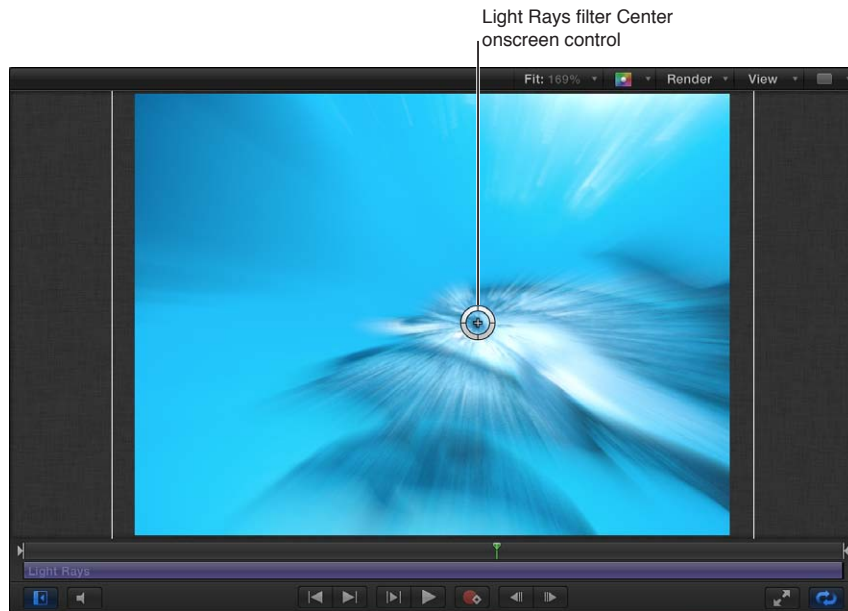 Light Rays filter Center
onscreen control
Fit: 169%
Render
View
Light Rays